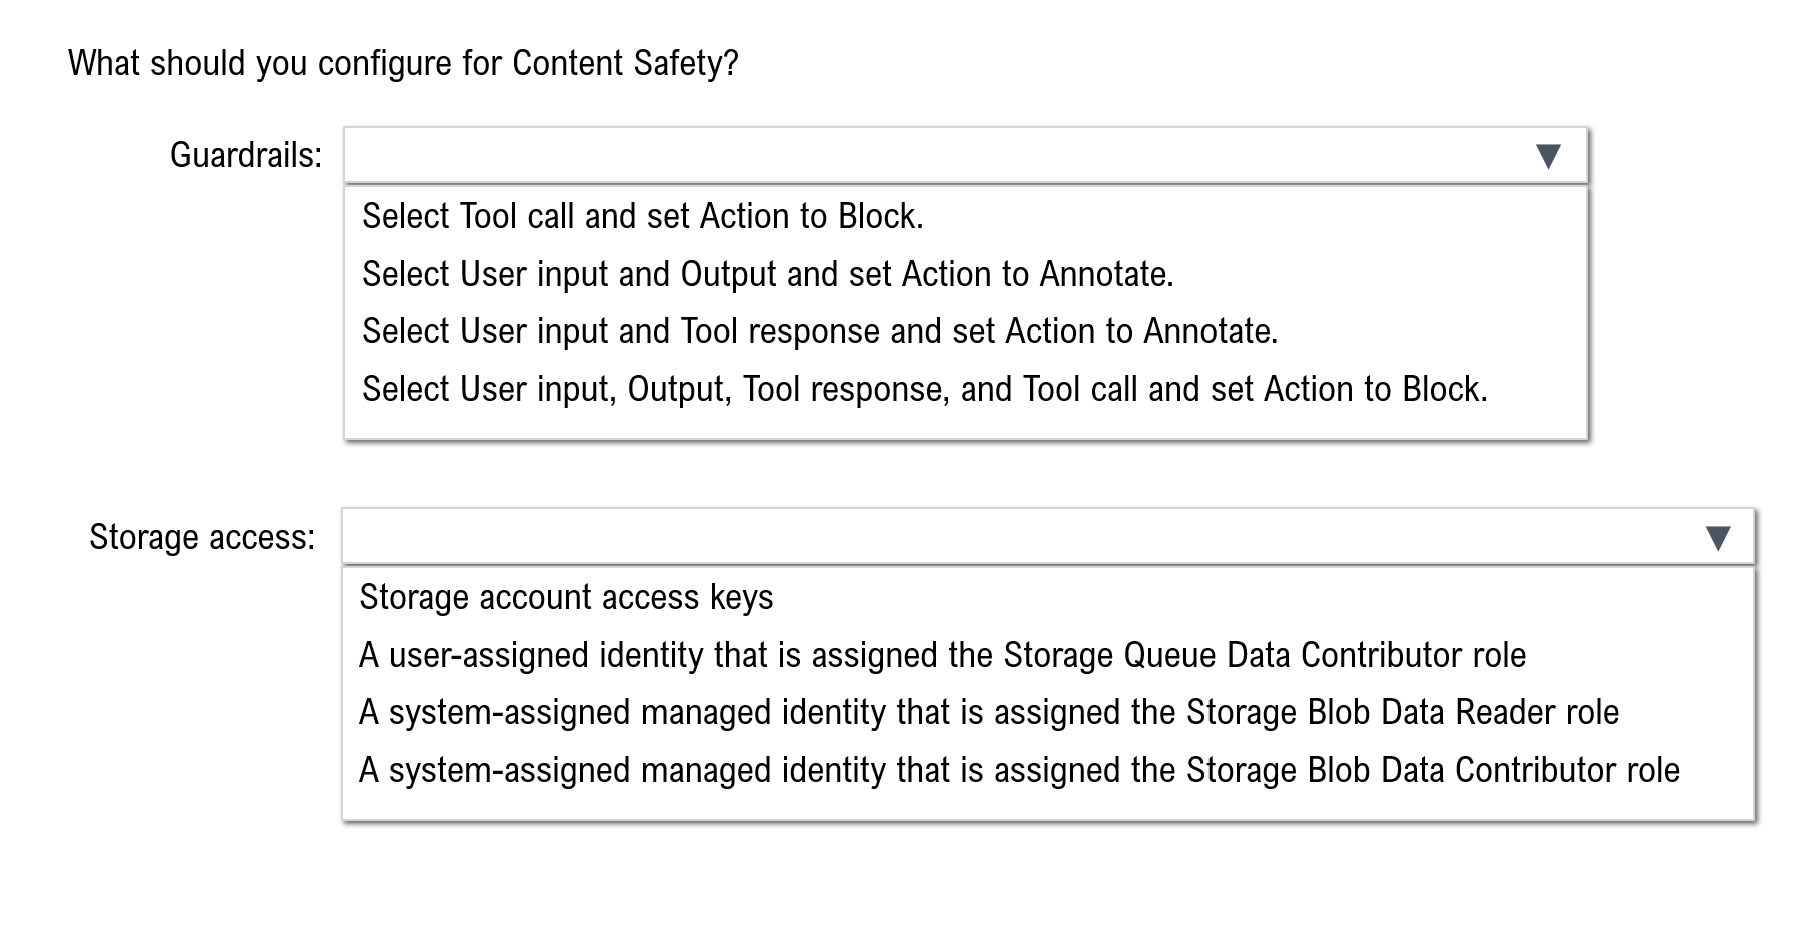 What should you configure for Content Safety?
Guardrails:
Select Tool call and set Action to Block.
Select User input and Output and set Action to Annotate.
Select User input and Tool response and set Action to Annotate.
Select User input, Output, Tool response, and Tool call and set Action to Block.
Storage access:
Storage account access keys
A user-assigned identity that is assigned the Storage Queue Data Contributor role
A system-assigned managed identity that is assigned the Storage Blob Data Reader role
A system-assigned managed identity that is assigned the Storage Blob Data Contributor role